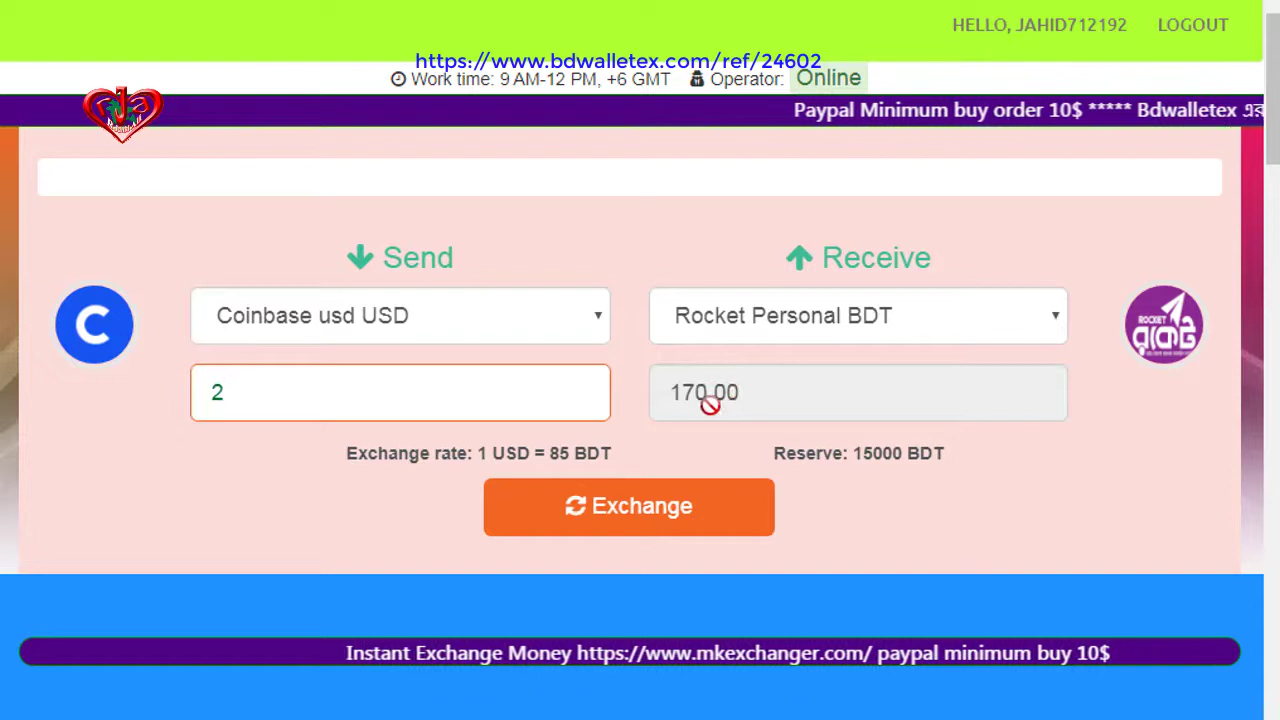 HELLO, JAHID712192 LOGOUT
https://www.bdwalletex.com/ref/24602
Work time: 9 AM-12 PM, +6 GMT Operator: Online
Paypal Minimum buy order 10$ ***** Bdwalletex
Send
Receive
C
Coinbase usd USD
Rocket Personal BDT
ROCKET
রকেট
2
170.00
Exchange rate: 1 USD = 85 BDT
Reserve: 15000 BDT
Exchange
Instant Exchange Money https://www.mkexchanger.com/ paypal minimum buy 10$